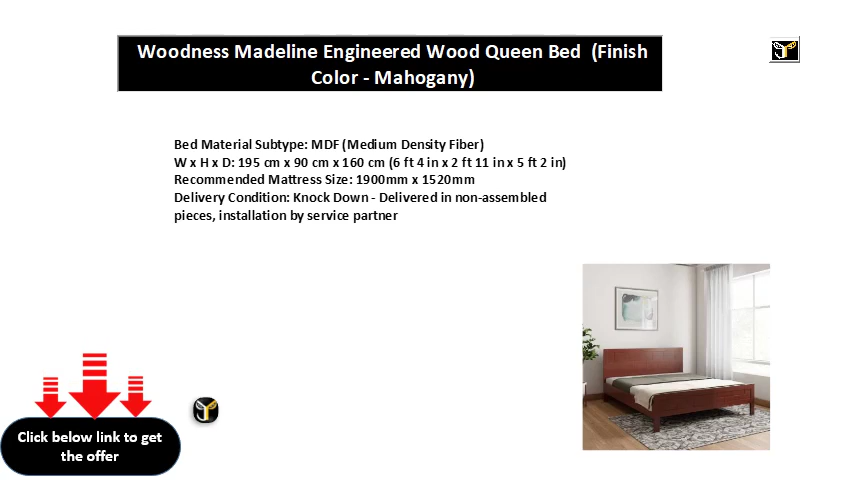 Woodness Madeline Engineered Wood Queen Bed (Finish
Color - Mahogany)
Bed Material Subtype: MDF (Medium Density Fiber)
W x H x D: 195 cm x 90 cm x 160 cm (6 ft 4 in x 2 ft 11 in x 5 ft 2 in)
Recommended Mattress Size: 1900mm x 1520mm
Delivery Condition: Knock Down - Delivered in non-assembled
pieces, installation by service partner
Click below link to get
the offer